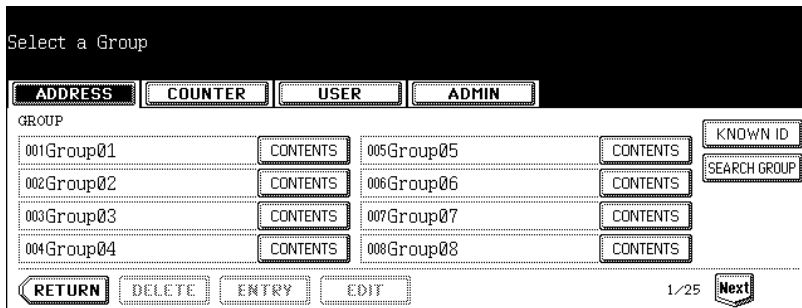 Select a Group
ADDRESS COUNTER USER ADMIN
GROUP
001Group01 CONTENTS 005Group05 CONTENTS KNOWN ID
002Group02 CONTENTS 006Group06 CONTENTS SEARCH GROUP
003Group03 CONTENTS 007Group07 CONTENTS
004Group04 CONTENTS 008Group08 CONTENTS
RETURN DELETE ENTRY EDIT 1/25 Next